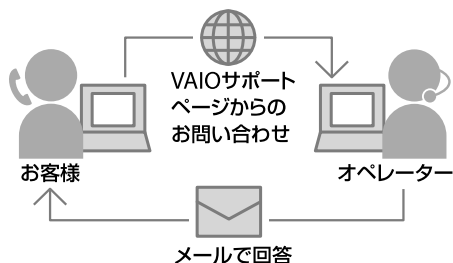 VAIOサポート
ページからの
お問い合わせ
お客様
オペレーター
メールで回答